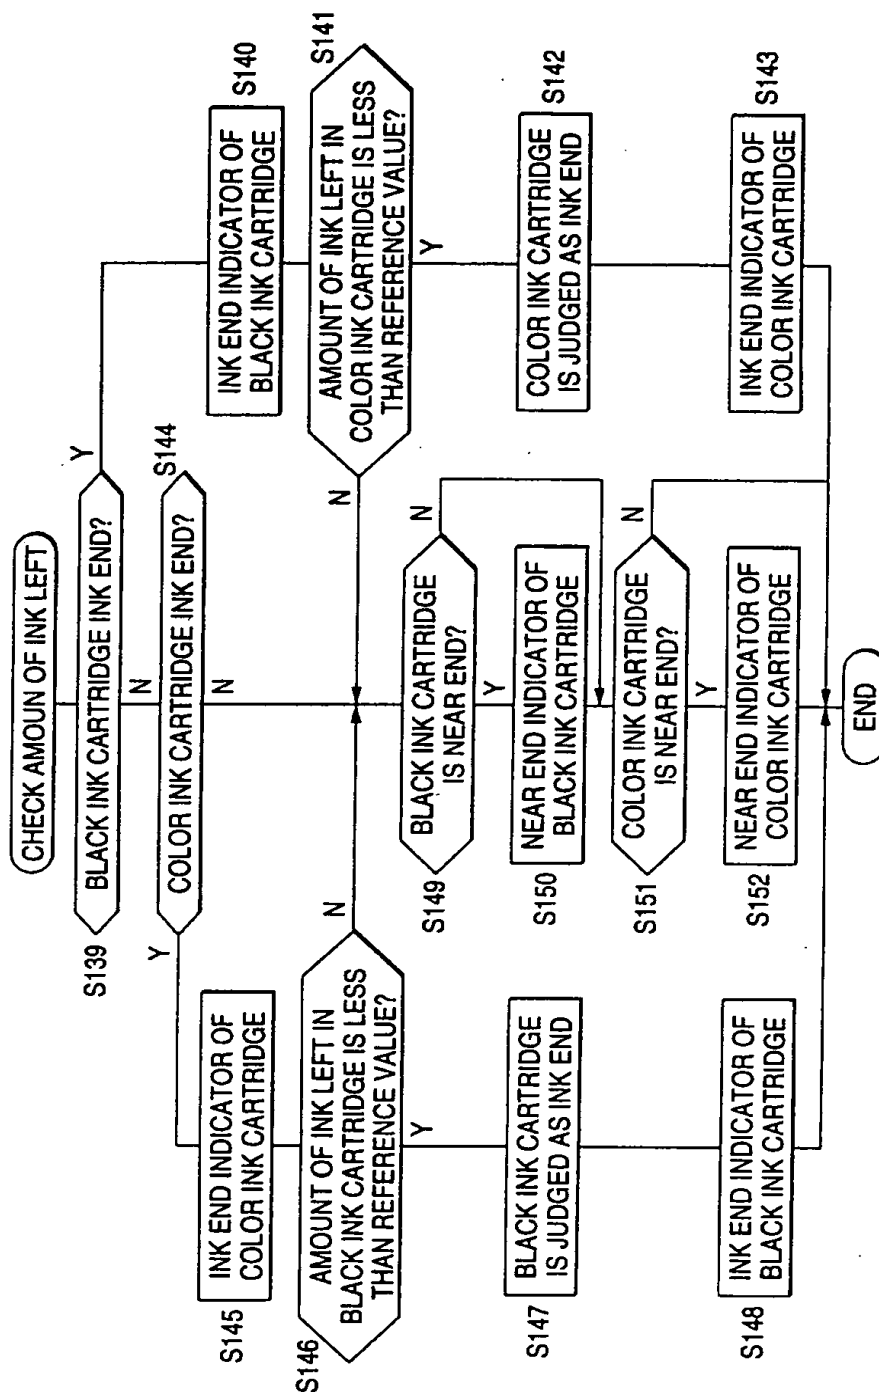 CHECK AMOUN OF INK LEFT
S139
BLACK INK CARTRIDGE INK END?
Y
N
S144
COLOR INK CARTRIDGE INK END?
Y
N
S140
INK END INDICATOR OF
BLACK INK CARTRIDGE
S141
AMOUNT OF INK LEFT IN
COLOR INK CARTRIDGE IS LESS
THAN REFERENCE VALUE?
N
Y
S142
COLOR INK CARTRIDGE
IS JUDGED AS INK END
S143
INK END INDICATOR OF
COLOR INK CARTRIDGE
S145
INK END INDICATOR OF
COLOR INK CARTRIDGE
S146
AMOUNT OF INK LEFT IN
BLACK INK CARTRIDGE IS LESS
THAN REFERENCE VALUE?
N
Y
S147
BLACK INK CARTRIDGE
IS JUDGED AS INK END
S148
INK END INDICATOR OF
BLACK INK CARTRIDGE
S149
BLACK INK CARTRIDGE
IS NEAR END?
N
Y
S150
NEAR END INDICATOR OF
BLACK INK CARTRIDGE
S151
COLOR INK CARTRIDGE
IS NEAR END?
N
Y
S152
NEAR END INDICATOR OF
COLOR INK CARTRIDGE
END